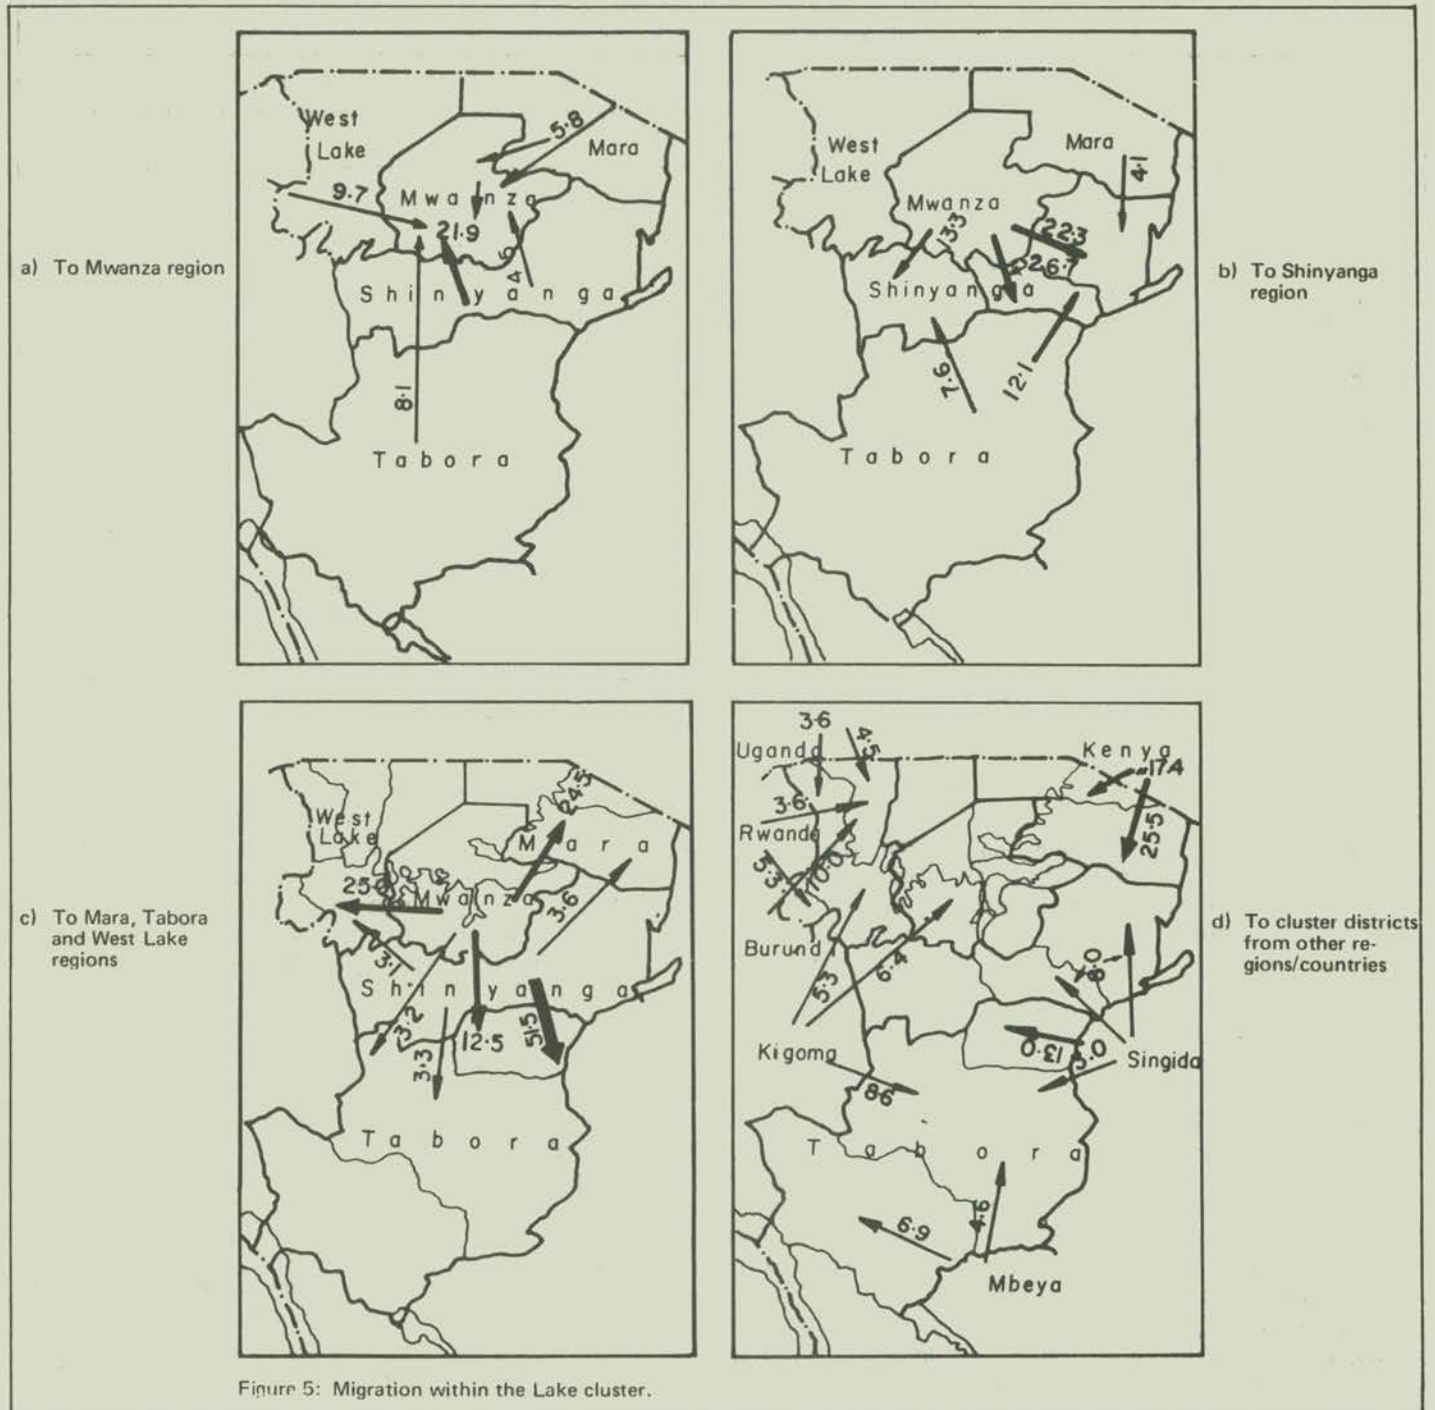 a) To Mwanza region
West
Lake
5·8
Mara
9·7
Mwanza
21·9
4·5
Shinyanga
8·1
Tabora
b) To Shinyanga
region
West
Lake
Mara
4·1
Mwanza
13·3
22·3
26·7
Shinyanga
7·6
12·1
Tabora
c) To Mara, Tabora
and West Lake
regions
West
Lake
24·5
Mara
25·
Mwanza
3·6
3·1
Shinyanga
3·2
3·3
12·5
51·5
Tabora
d) To cluster districts
from other re-
gions/countries
3·6
4·5
Uganda
Kenya
17·4
3·6
Rwanda
25·5
5·3
10·0
Burundi
5·3
6·4
8·0
Kigoma
13·0
5·0
Singida
8·6
Tabora
6·9
4·6
Mbeya
Figure 5: Migration within the Lake cluster.